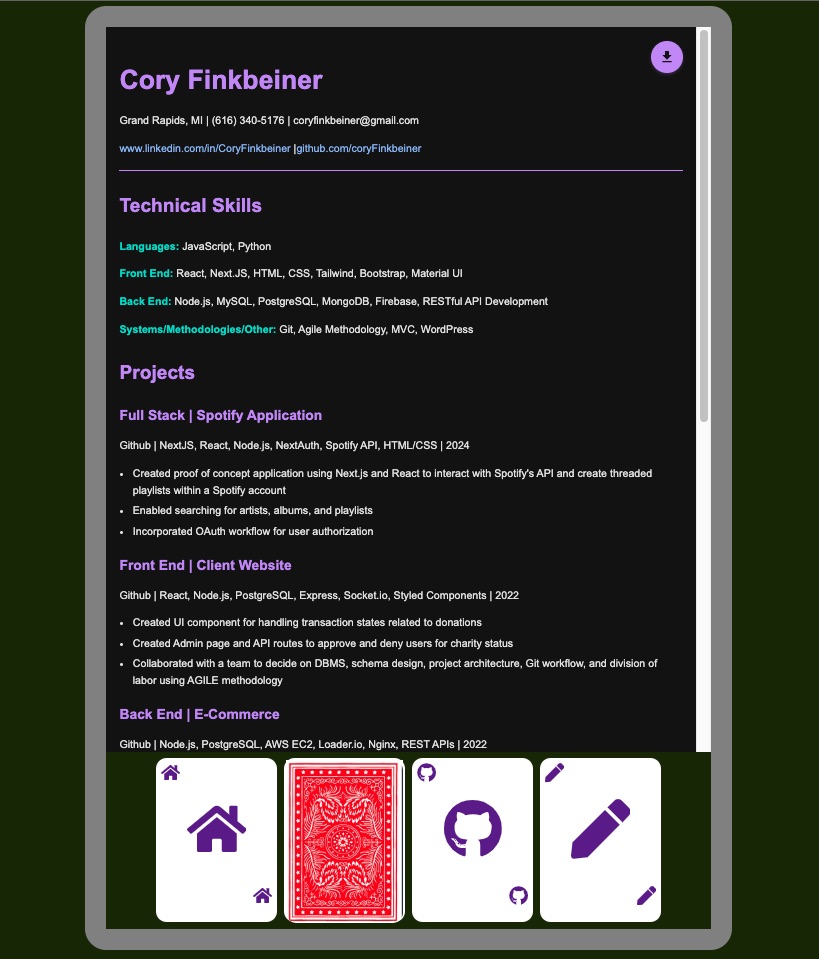 Cory Finkbeiner
Grand Rapids, MI | (616) 340-5176 | coryfinkbeiner@gmail.com
www.linkedin.com/in/CoryFinkbeiner |github.com/coryFinkbeiner
Technical Skills
Languages: JavaScript, Python
Front End: React, Next.JS, HTML, CSS, Tailwind, Bootstrap, Material UI
Back End: Node.js, MySQL, PostgreSQL, MongoDB, Firebase, RESTful API Development
Systems/Methodologies/Other: Git, Agile Methodology, MVC, WordPress
Projects
Full Stack | Spotify Application
Github | NextJS, React, Node.js, NextAuth, Spotify API, HTML/CSS | 2024
• Created proof of concept application using Next.js and React to interact with Spotify's API and create threaded
playlists within a Spotify account
• Enabled searching for artists, albums, and playlists
• Incorporated OAuth workflow for user authorization
Front End | Client Website
Github | React, Node.js, PostgreSQL, Express, Socket.io, Styled Components | 2022
• Created UI component for handling transaction states related to donations
• Created Admin page and API routes to approve and deny users for charity status
• Collaborated with a team to decide on DBMS, schema design, project architecture, Git workflow, and division of
labor using AGILE methodology
Back End | E-Commerce
Github | Node.js, PostgreSQL, AWS EC2, Loader.io, Nginx, REST APIs | 2022